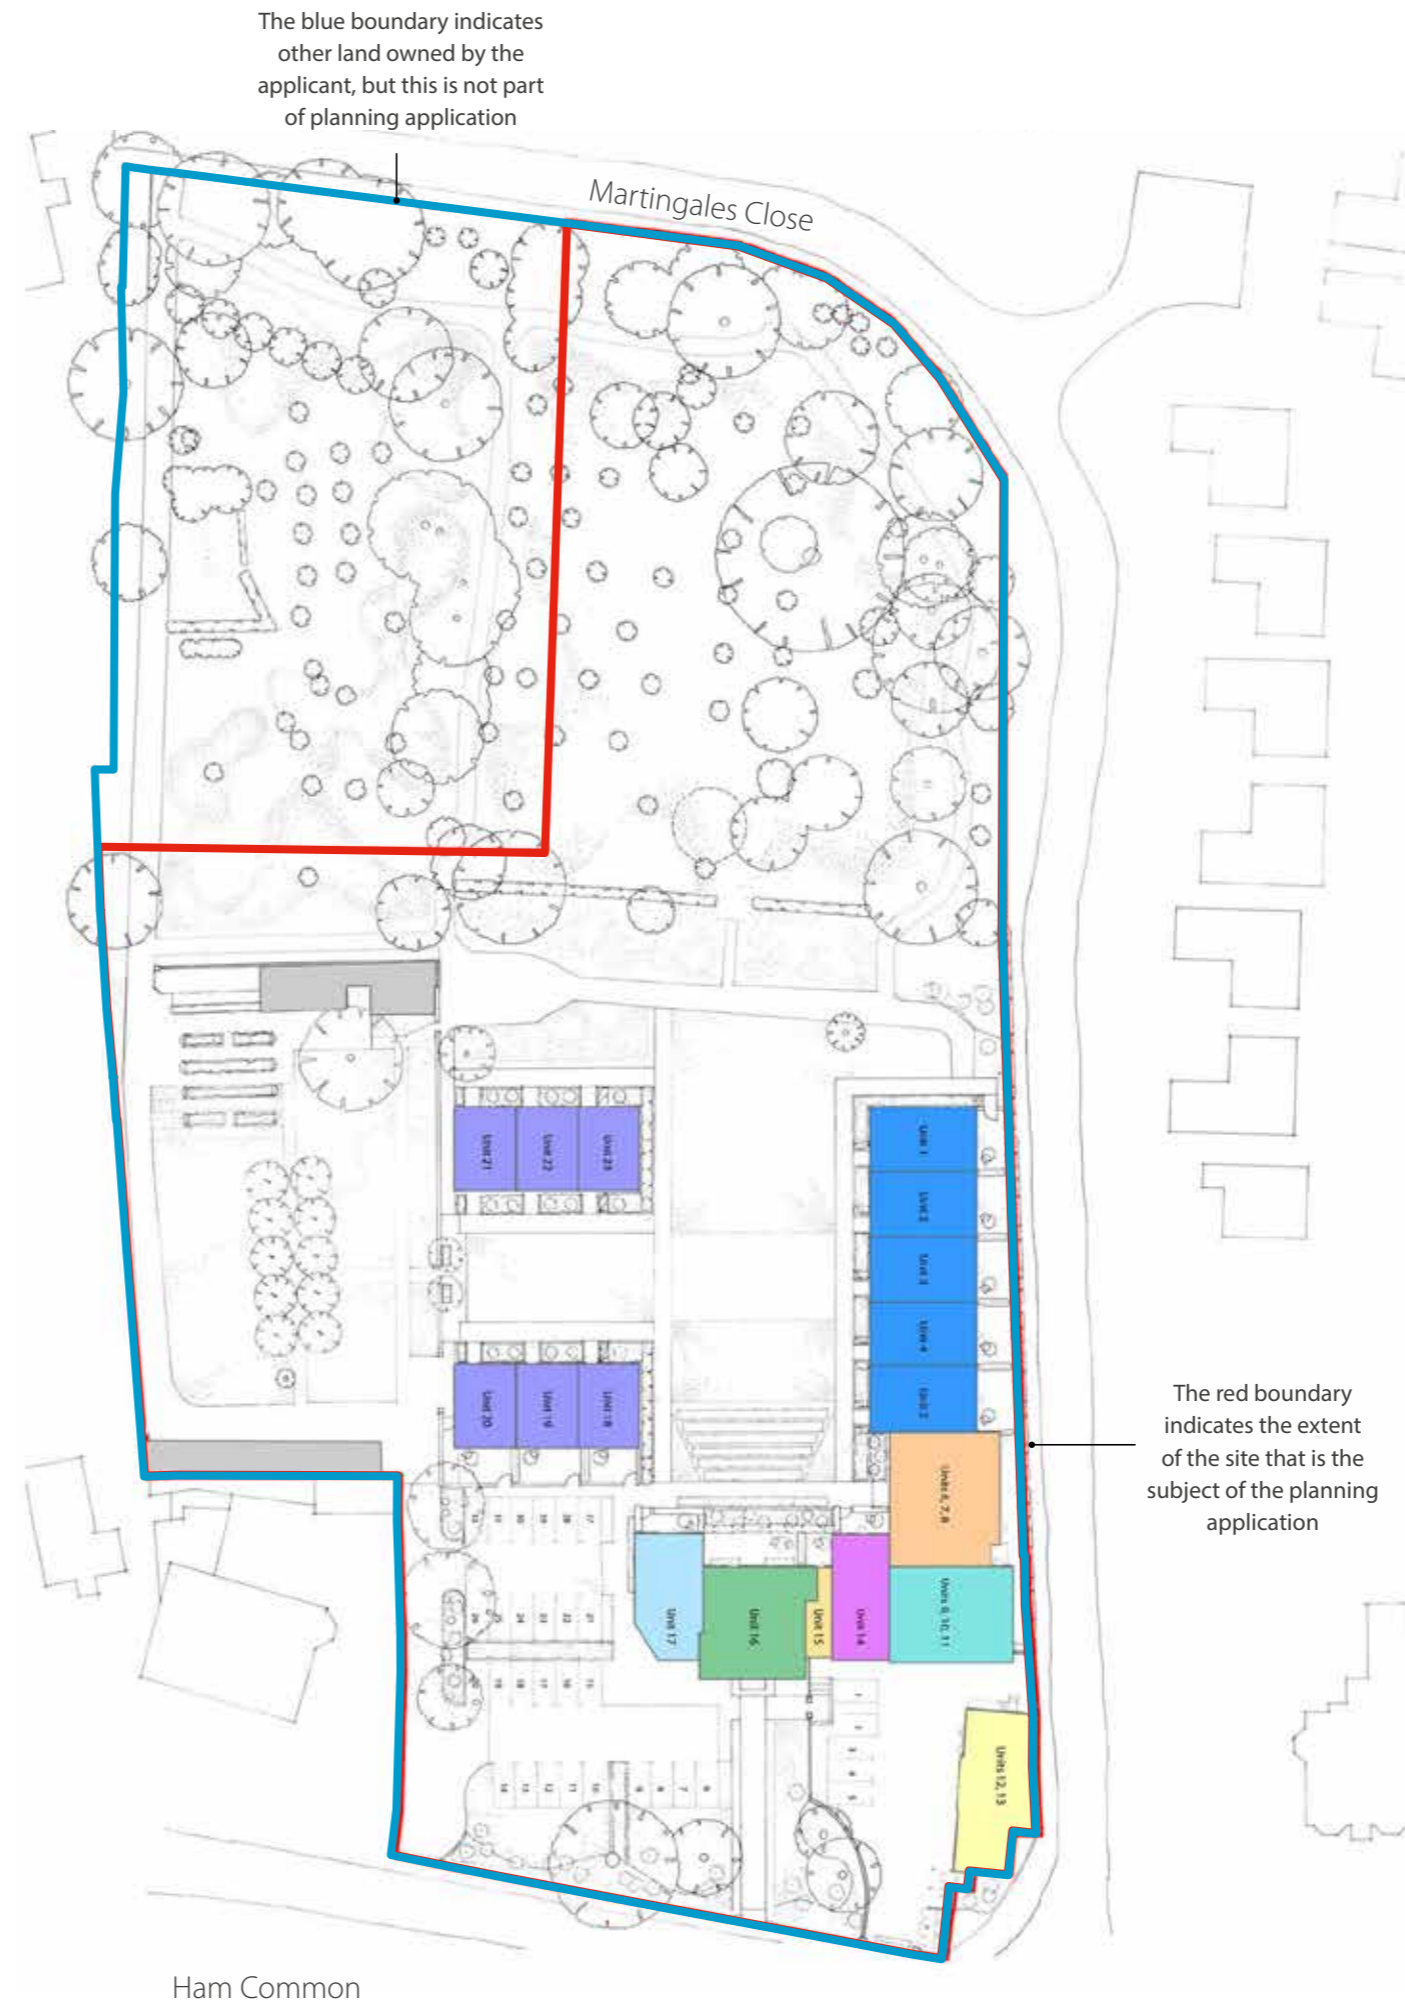 The blue boundary indicates
other land owned by the
applicant, but this is not part
of planning application
Martingales Close
Unit 21
Unit 22
Unit 23
Unit 1
Unit 3
Unit 4
Unit 20
Unit 19
Unit 18
The red boundary
indicates the extent
of the site that is the
subject of the planning
application
Units 6, 7, 8
Unit 17
Unit 16
Unit 15
Unit 14
Units 9, 10, 11
Units 12, 13
Ham Common